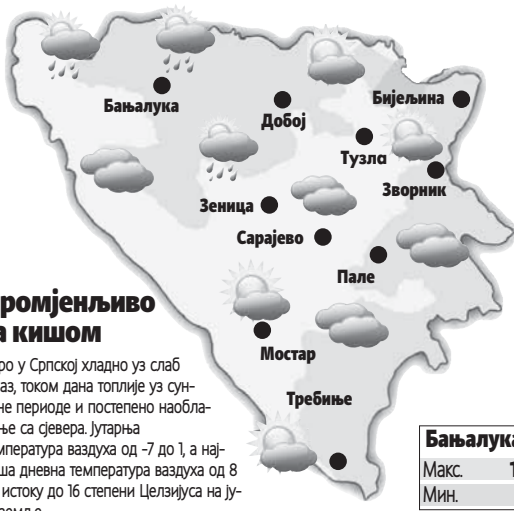 Бањалука
Добој
Бијељина
Тузла
Зворник
Зеница
Сарајево
Пале
Мостар
Требиње
ромјенљиво
а кишом
ро у Српској хладно уз слаб
аз, током дана топлије уз сун-
не периоде и постепено наобла-
ње са сјевера. Јутарња
мпература ваздуха од -7 до 1, а нај-
ша дневна температура ваздуха од 8
истоку до 16 степени Целзијуса на ју-
Бањалука
Макс. 1
Мин.